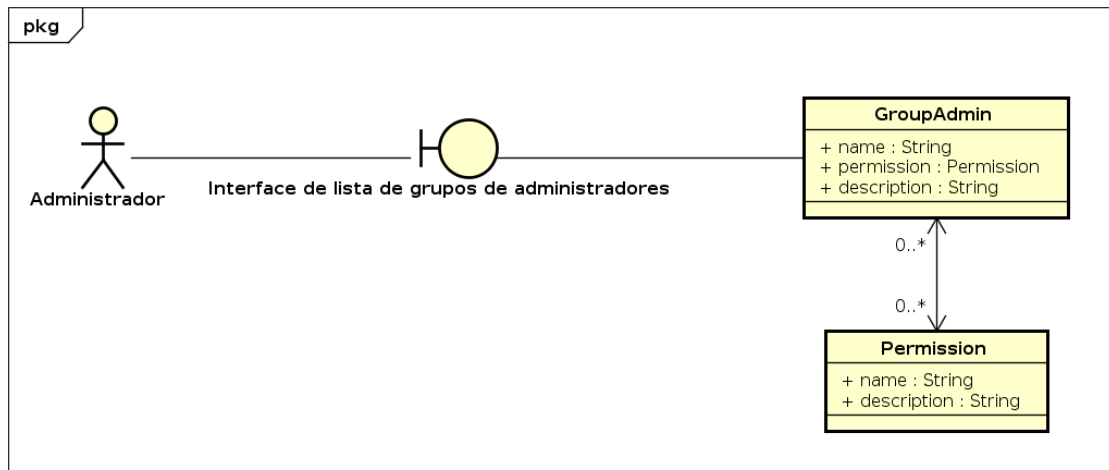 pkg
Administrador
Interface de lista de grupos de administradores
GroupAdmin
+ name : String
+ permission : Permission
+ description : String
0..*
0..*
Permission
+ name : String
+ description : String